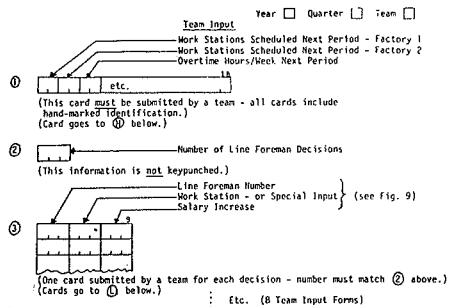 Year Quarter Team
Team Input
Work Stations Scheduled Next Period - Factory 1
Work Stations Scheduled Next Period - Factory 2
Overtime Hours/Week Next Period
18
① etc.
(This card must be submitted by a team - all cards include
hand-marked identification.)
(Card goes to Ⓗ below.)
② Number of Line Foreman Decisions
(This information is not keypunched.)
Line Foreman Number
Work Station - or Special Input (see Fig. 9)
Salary Increase
③ 9
(One card submitted by a team for each decision - number must match ② above.)
(Cards go to Ⓛ below.)
: Etc. (8 Team Input Forms)